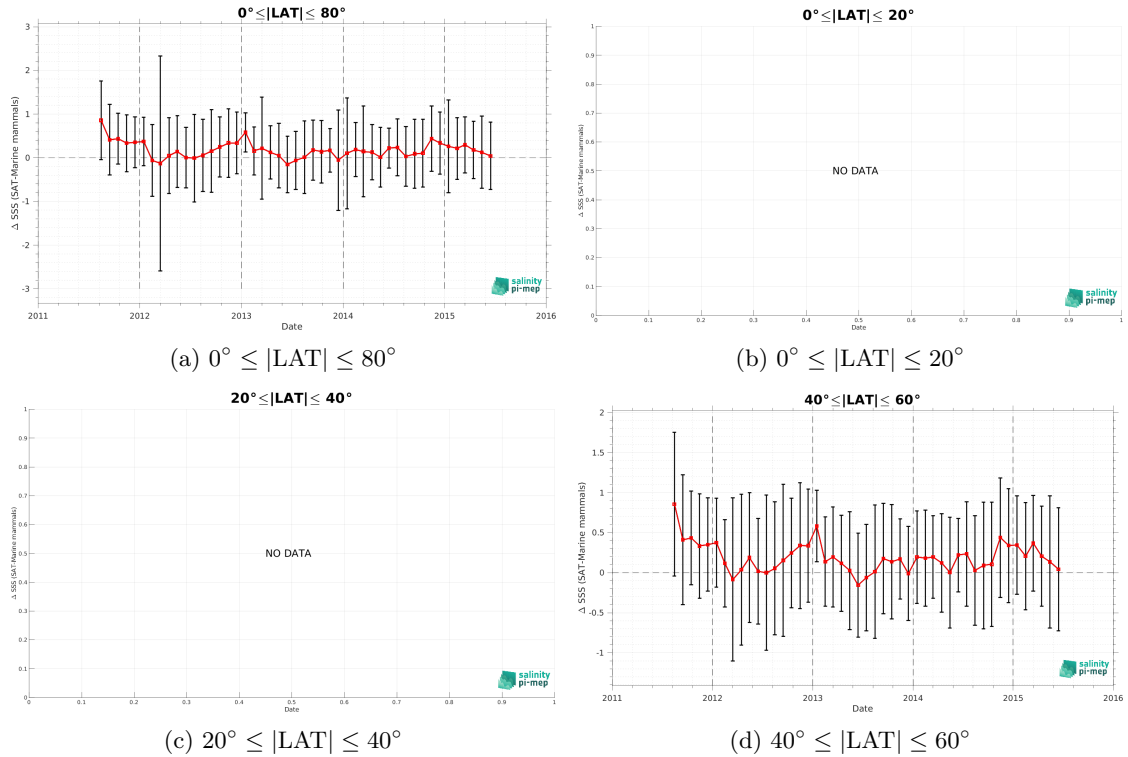 0°≤|LAT|≤ 80°
3
2
1
0
-1
-2
-3
Δ SSS (SAT-Marine mammals)
2011
2012
2013
2014
2015
2016
Date
salinity
pi-mep
(a) 0° ≤ |LAT| ≤ 80°
0°≤|LAT|≤ 20°
1
0.9
0.8
0.7
0.6
0.5
0.4
0.3
0.2
0.1
0
Δ SSS (SAT-Marine mammals)
NO DATA
0
0.1
0.2
0.3
0.4
0.5
0.6
0.7
0.8
0.9
1
Date
salinity
pi-mep
(b) 0° ≤ |LAT| ≤ 20°
20°≤|LAT|≤ 40°
1
0.9
0.8
0.7
0.6
0.5
0.4
0.3
0.2
0.1
0
Δ SSS (SAT-Marine mammals)
NO DATA
0
0.1
0.2
0.3
0.4
0.5
0.6
0.7
0.8
0.9
1
Date
salinity
pi-mep
(c) 20° ≤ |LAT| ≤ 40°
40°≤|LAT|≤ 60°
2
1.5
1
0.5
0
-0.5
-1
Δ SSS (SAT-Marine mammals)
2011
2012
2013
2014
2015
2016
Date
salinity
pi-mep
(d) 40° ≤ |LAT| ≤ 60°